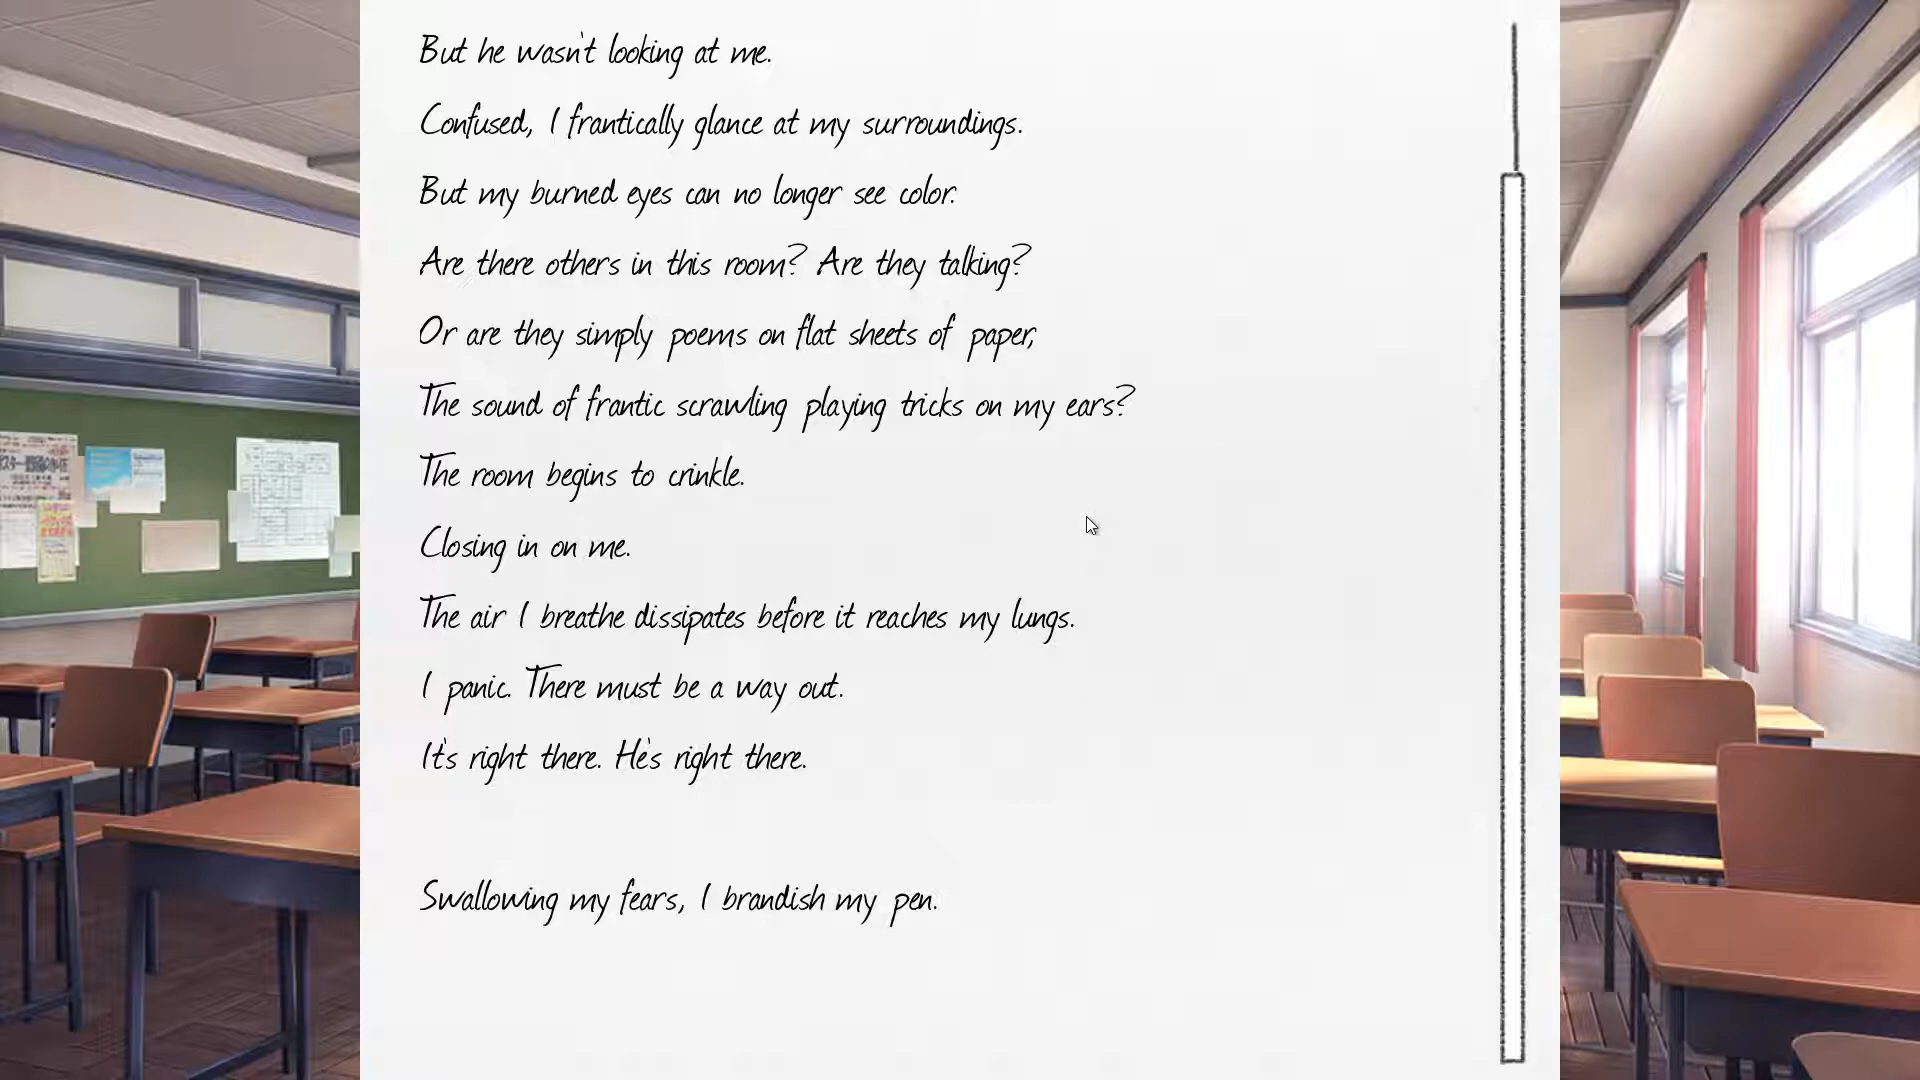 But he wasn't looking at me.
Confused, I frantically glance at my surroundings.
But my burned eyes can no longer see color.
Are there others in this room? Are they talking?
Or are they simply poems on flat sheets of paper,
The sound of frantic scrawling playing tricks on my ears?
The room begins to crinkle.
Closing in on me.
The air I breathe dissipates before it reaches my lungs.
I panic. There must be a way out.
It's right there. He's right there.
Swallowing my fears, I brandish my pen.